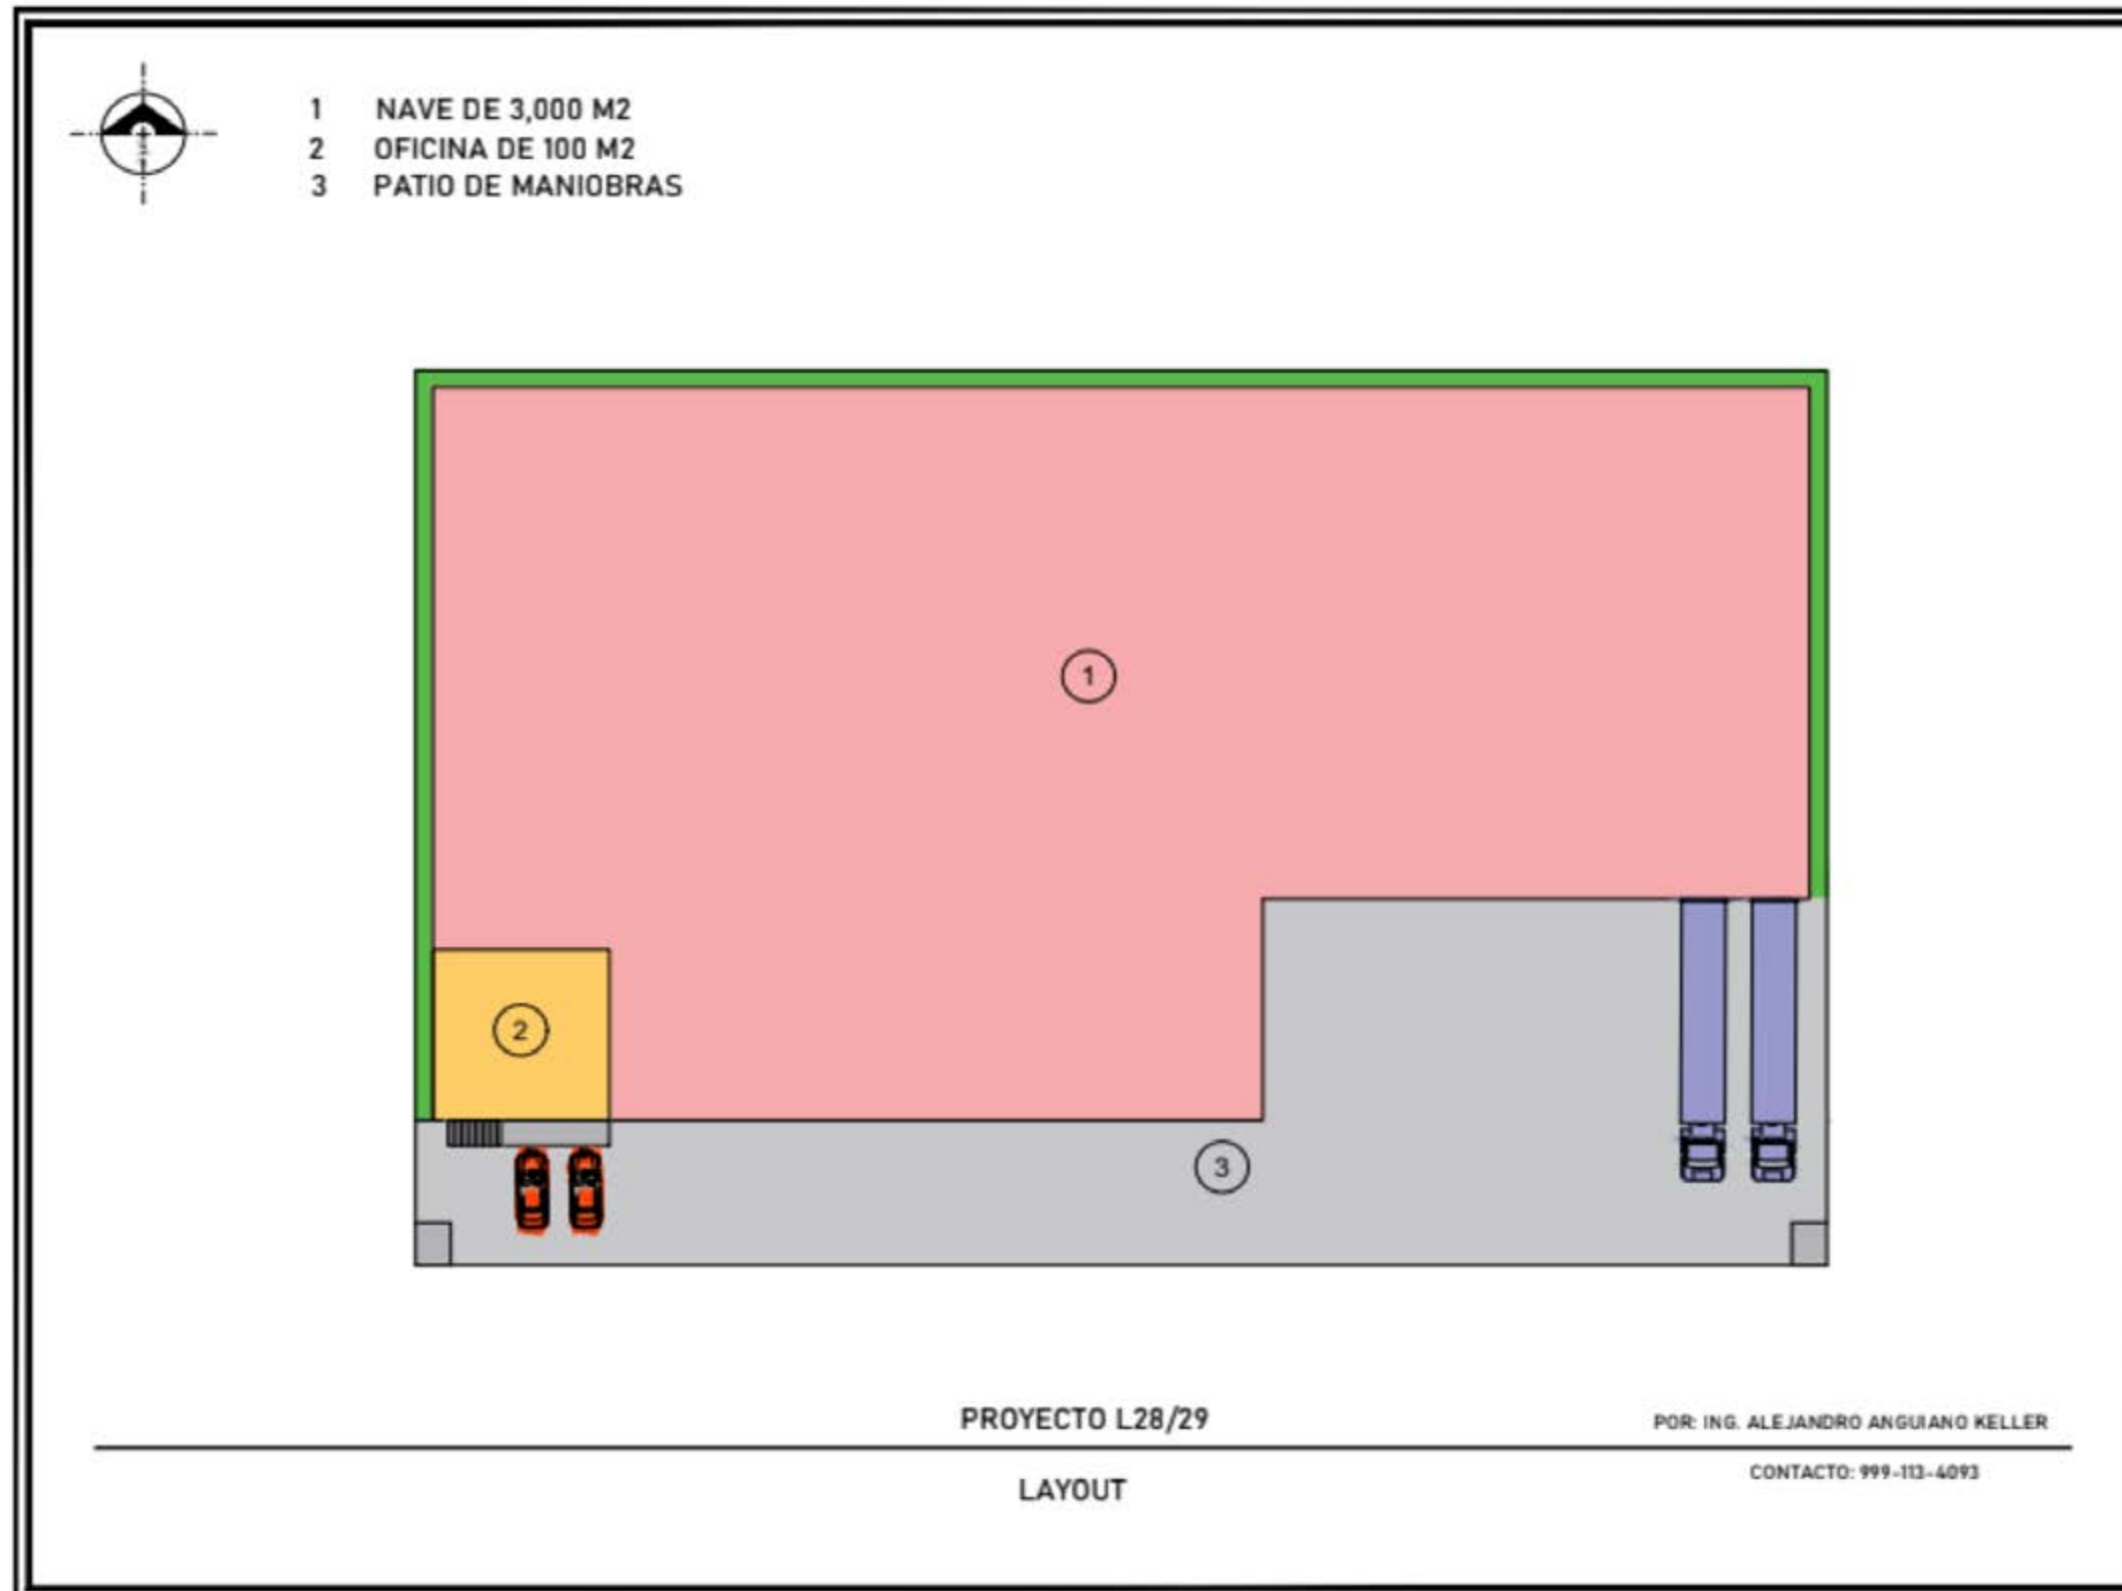 1 NAVE DE 3,000 M2
2 OFICINA DE 100 M2
3 PATIO DE MANIOBRAS
1
2
3
PROYECTO L28/29
POR: ING. ALEJANDRO ANGUIANO KELLER
LAYOUT
CONTACTO: 999-113-4093